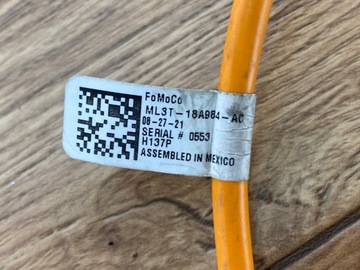 FoMoCo
ML3T-18A984-AC
08-27-21
SERIAL # 0553
H137P
ASSEMBLED IN MEXICO